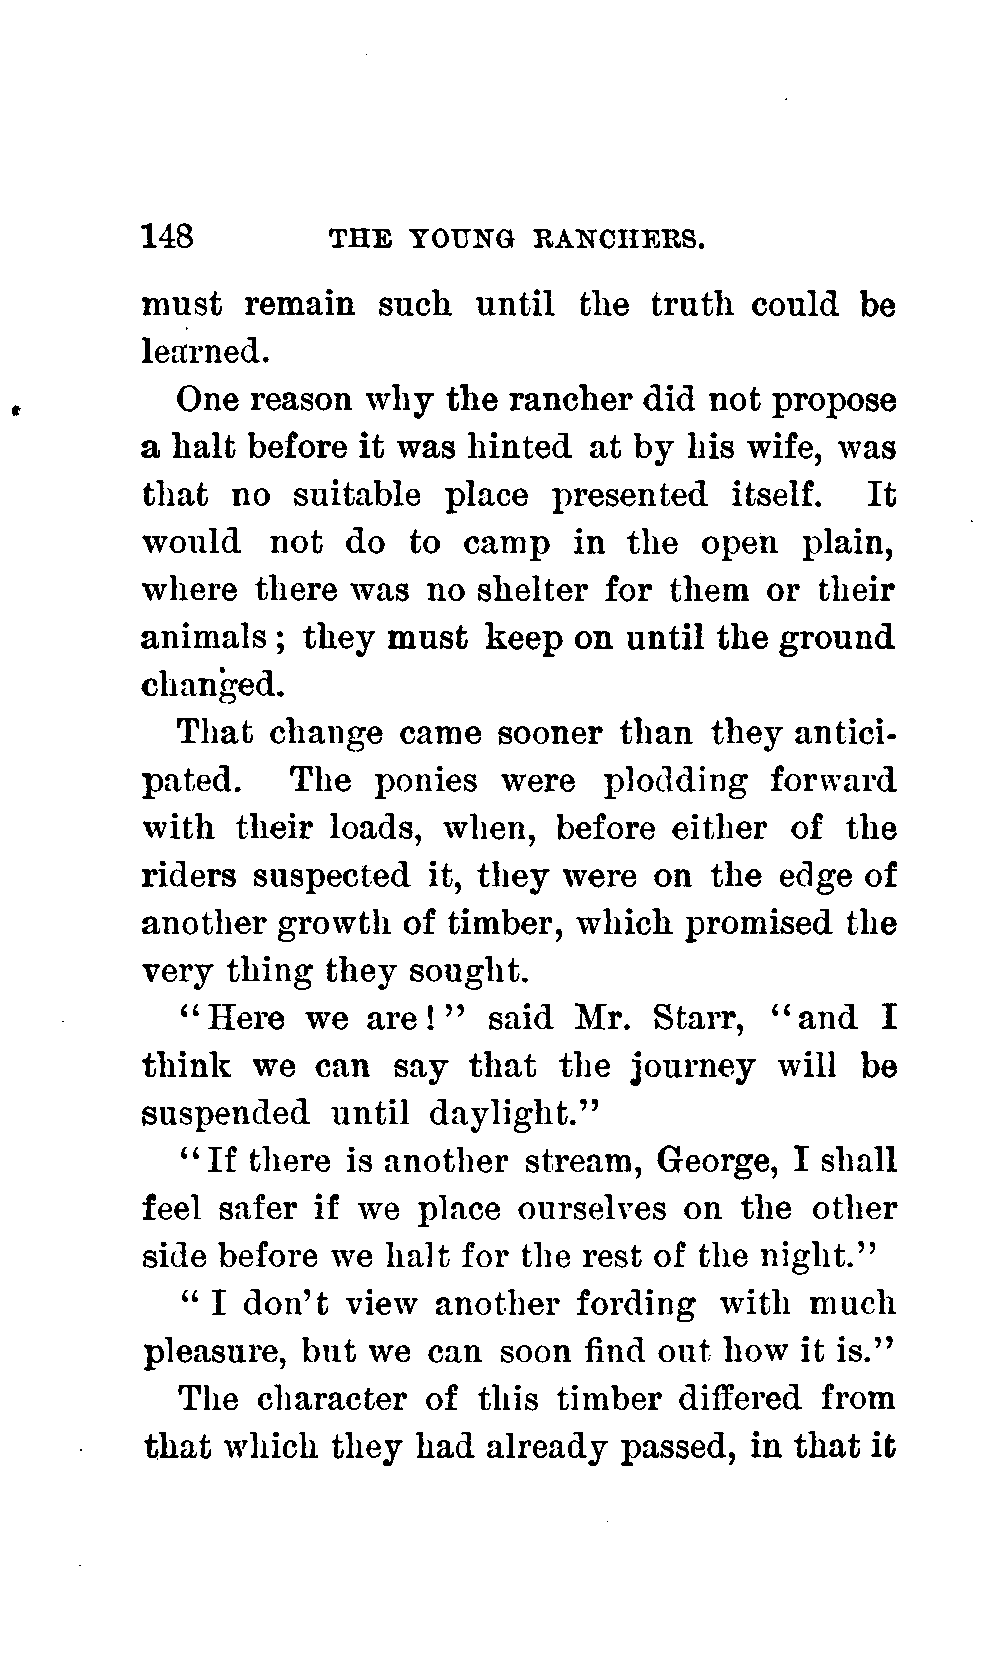 148 THE YOUNG RANCHERS.
must remain such until the truth could be
learned.
One reason why the rancher did not propose
a halt before it was hinted at by his wife, was
that no suitable place presented itself. It
would not do to camp in the open plain,
where there was no shelter for them or their
animals; they must keep on until the ground
changed.
That change came sooner than they antici-
pated. The ponies were plodding forward
with their loads, when, before either of the
riders suspected it, they were on the edge of
another growth of timber, which promised the
very thing they sought.
"Here we are!" said Mr. Starr, "and I
think we can say that the journey will be
suspended until daylight."
"If there is another stream, George, I shall
feel safer if we place ourselves on the other
side before we halt for the rest of the night."
"I don't view another fording with much
pleasure, but we can soon find out how it is."
The character of this timber differed from
that which they had already passed, in that it